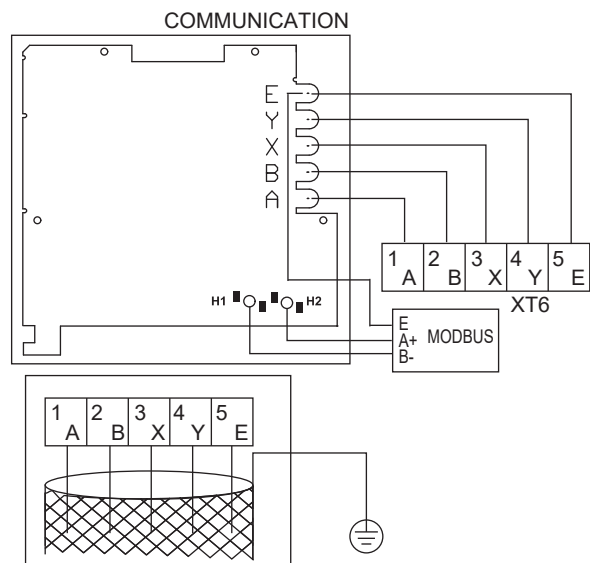 COMMUNICATION
E
Y
X
B
A
1 A 2 B 3 X 4 Y 5 E
XT6
H1 H2
E
A+ MODBUS
B-
1 A 2 B 3 X 4 Y 5 E